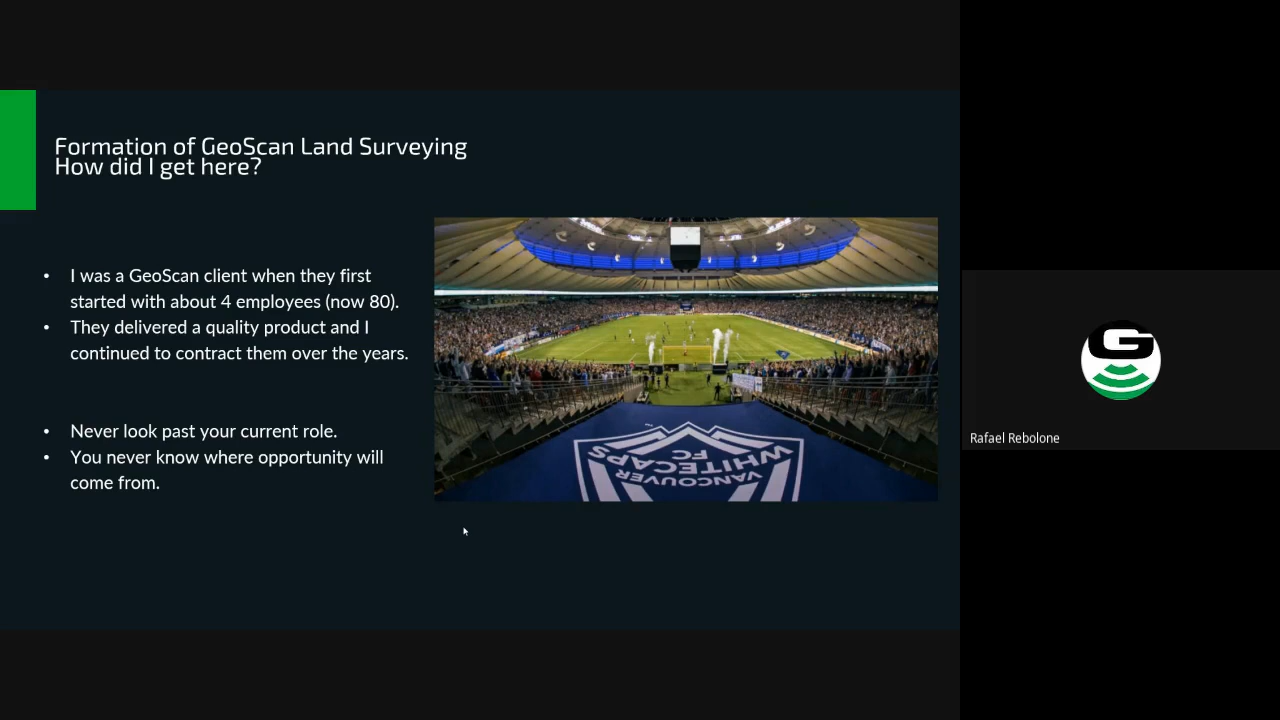 Formation of GeoScan Land Surveying
How did I get here?
• I was a GeoScan client when they first
started with about 4 employees (now 80).
• They delivered a quality product and I
continued to contract them over the years.
• Never look past your current role.
• You never know where opportunity will
come from.
VANCOUVER
WHITECAPS
FC
G
Rafael Rebolone